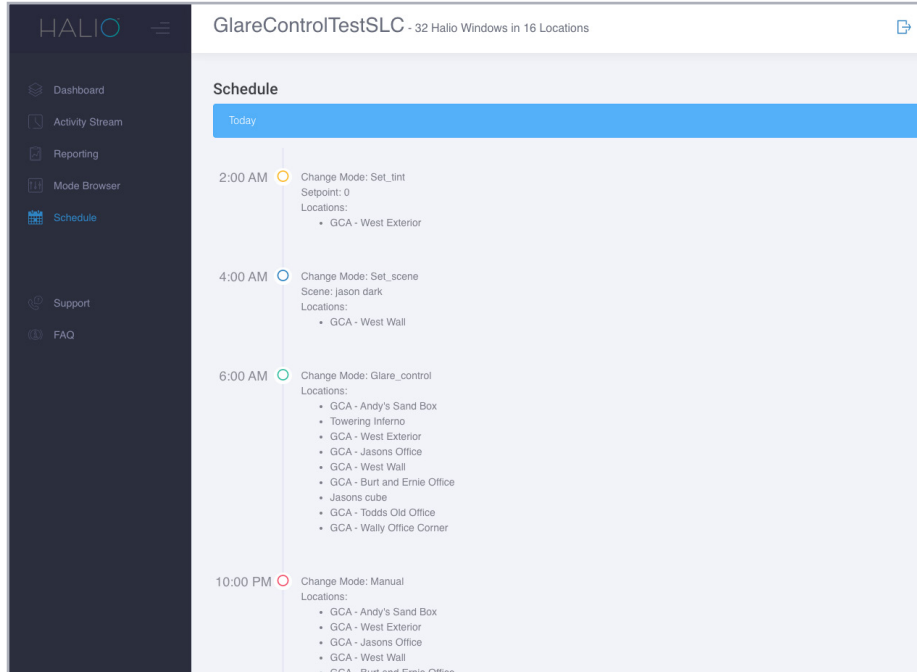 HALIO
GlareControlTestSLC - 32 Halio Windows in 16 Locations
Dashboard
Activity Stream
Reporting
Mode Browser
Schedule
Support
FAQ
Schedule
Today
2:00 AM
Change Mode: Set_tint
Setpoint: 0
Locations:
• GCA - West Exterior
4:00 AM
Change Mode: Set_scene
Scene: jason dark
Locations:
• GCA - West Wall
6:00 AM
Change Mode: Glare_control
Locations:
• GCA - Andy's Sand Box
• Towering Inferno
• GCA - West Exterior
• GCA - Jasons Office
• GCA - West Wall
• GCA - Burt and Ernie Office
• Jasons cube
• GCA - Todds Old Office
• GCA - Wally Office Corner
10:00 PM
Change Mode: Manual
Locations:
• GCA - Andy's Sand Box
• GCA - West Exterior
• GCA - Jasons Office
• GCA - West Wall
• GCA - Burt and Ernie Office